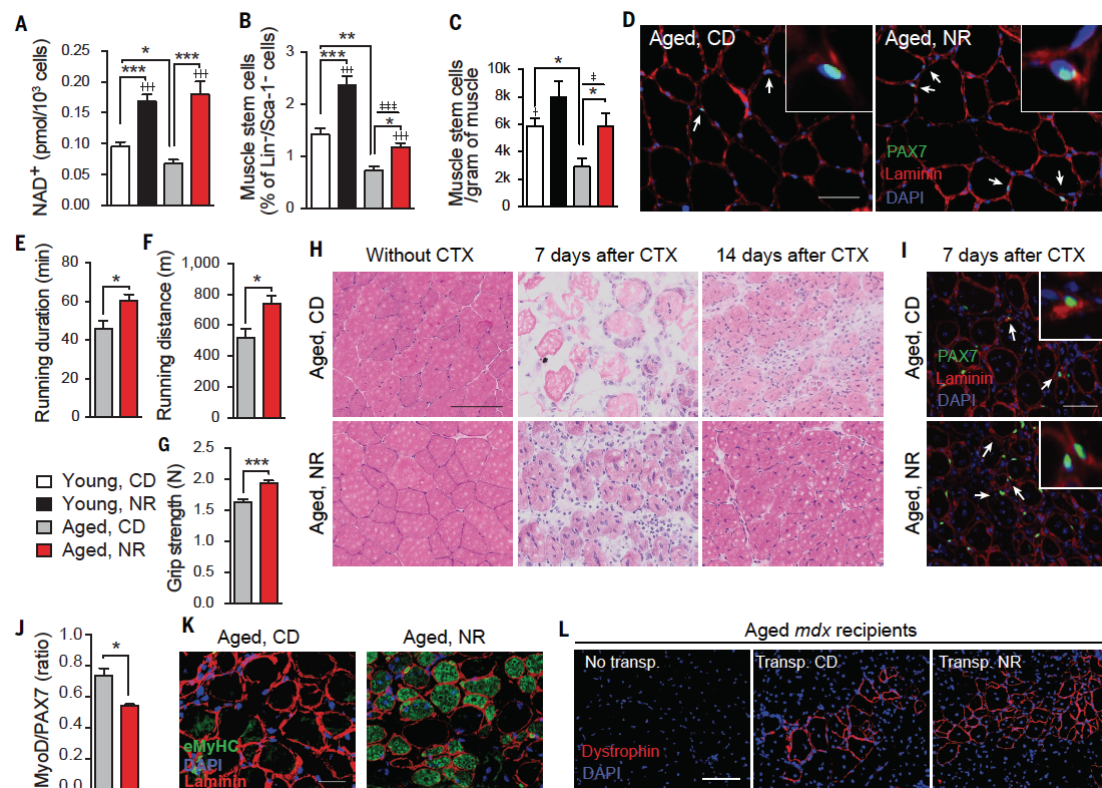 A
NAD+ (pmol/10³ cells)
0.25
0.20
0.15
0.10
0.05
0.00
*
***
***
‡‡‡
‡‡‡
B
Muscle stem cells
(% of Lin⁻/Sca-1⁻ cells)
3
2
1
0
**
***
‡‡‡
‡‡‡
*
‡‡‡
C
Muscle stem cells
/gram of muscle
10k
8k
6k
4k
2k
0
*
‡
*
‡
D
Aged, CD
Aged, NR
PAX7
Laminin
DAPI
E
Running duration (min)
80
60
40
20
0
*
F
Running distance (m)
1,000
800
600
400
200
0
*
G
Grip strength (N)
2.5
2.0
1.5
1.0
0.5
0.0
***
Young, CD
Young, NR
Aged, CD
Aged, NR
H
Without CTX
7 days after CTX
14 days after CTX
Aged, CD
Aged, NR
I
7 days after CTX
Aged, CD
PAX7
Laminin
DAPI
Aged, NR
J
MyoD/PAX7 (ratio)
1.0
0.8
0.6
0.4
0.2
0.0
*
K
Aged, CD
Aged, NR
eMyHC
DAPI
Laminin
L
Aged mdx recipients
No transp.
Transp. CD
Transp. NR
Dystrophin
DAPI